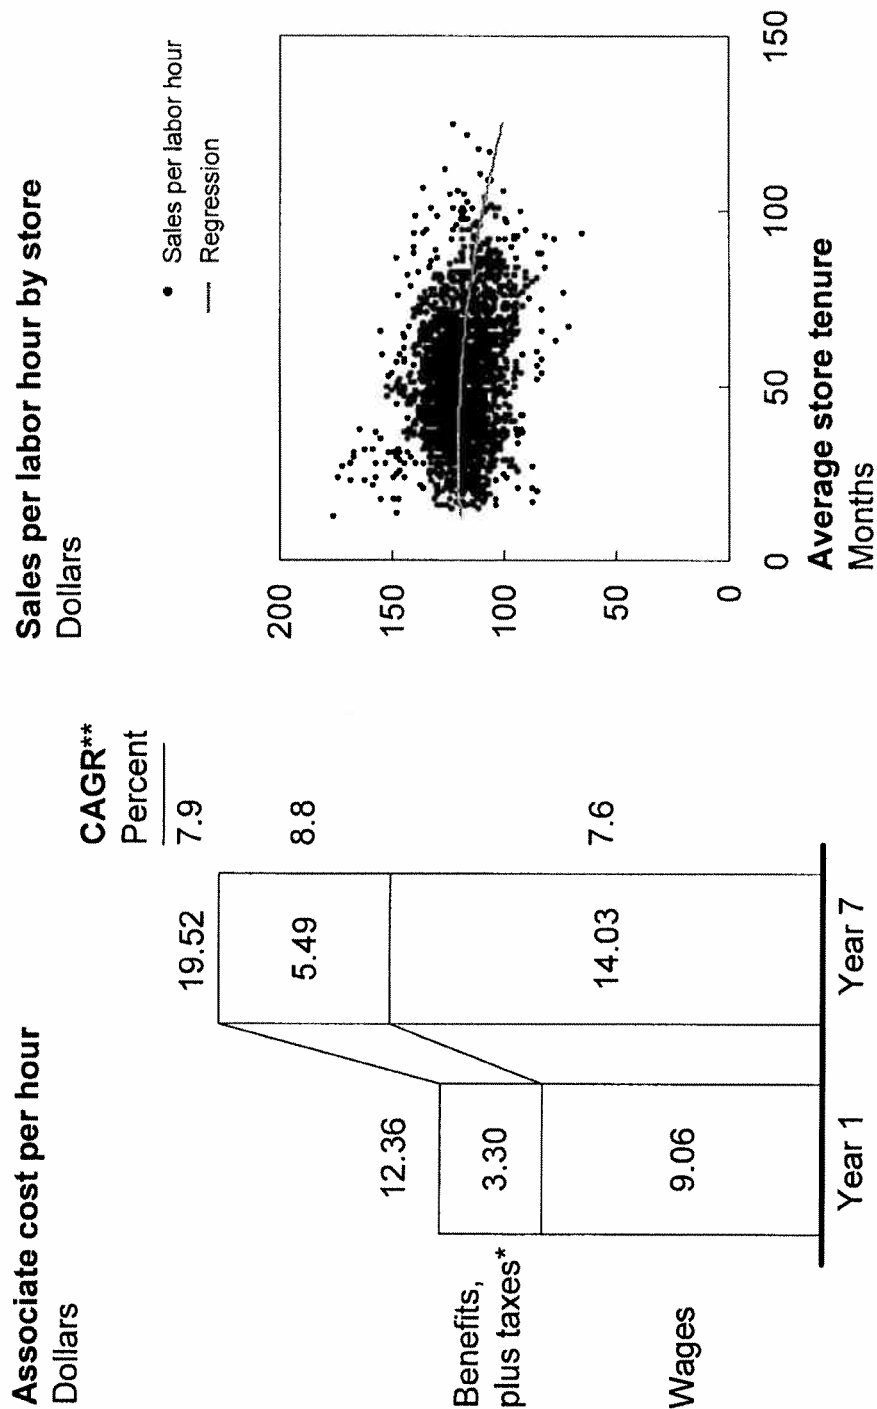 Associate cost per hour
Dollars
CAGR**
Percent
12.36
19.52
7.9
Benefits,
plus taxes*
3.30
5.49
8.8
Wages
9.06
14.03
7.6
Year 1
Year 7
Sales per labor hour by store
Dollars
Sales per labor hour
Regression
200
150
100
50
0
0
50
100
150
Average store tenure
Months